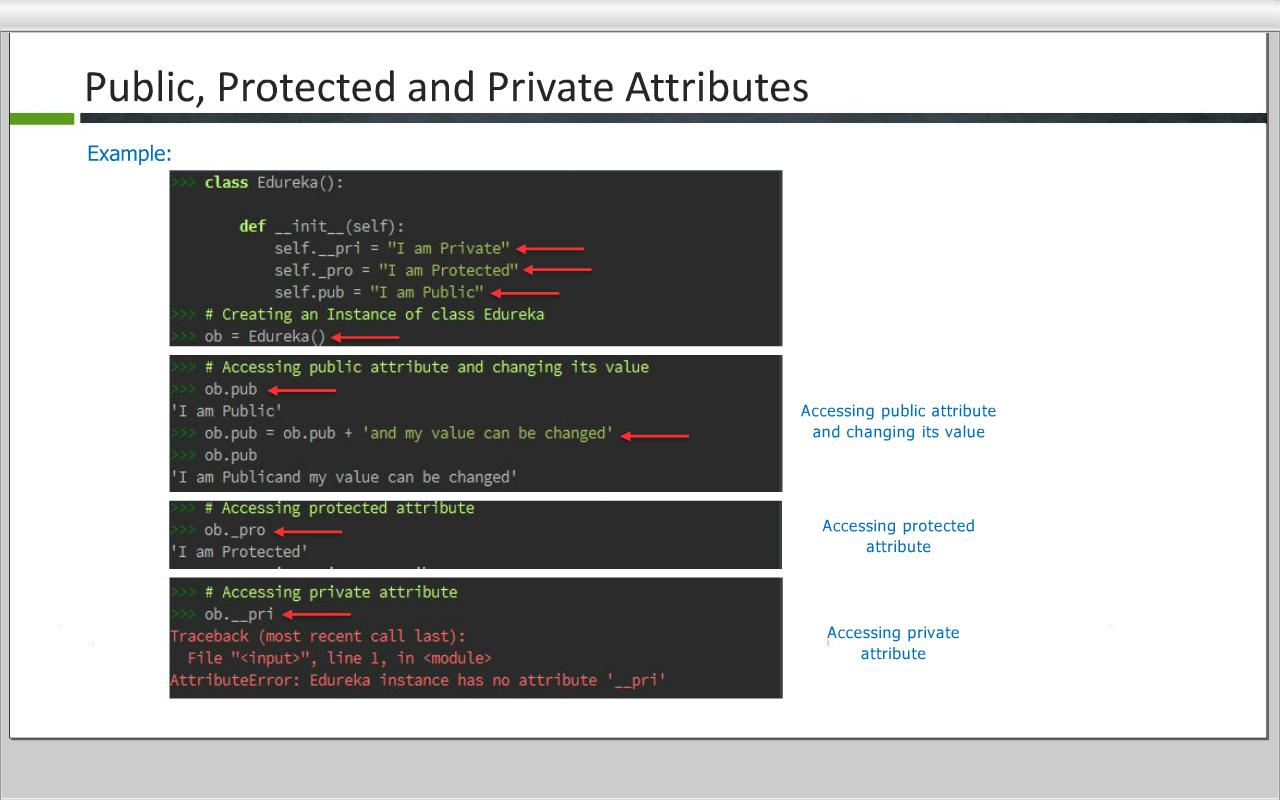 Public, Protected and Private Attributes
Example:
>>> class Edureka():
def __init__(self):
self.__pri = "I am Private"
self._pro = "I am Protected"
self.pub = "I am Public"
>>> # Creating an Instance of class Edureka
>>> ob = Edureka()
>>> # Accessing public attribute and changing its value
>>> ob.pub
'I am Public'
>>> ob.pub = ob.pub + 'and my value can be changed'
>>> ob.pub
'I am Publicand my value can be changed'
Accessing public attribute
and changing its value
>>> # Accessing protected attribute
>>> ob._pro
'I am Protected'
Accessing protected
attribute
>>> # Accessing private attribute
>>> ob.__pri
Traceback (most recent call last):
File "<input>", line 1, in <module>
AttributeError: Edureka instance has no attribute '__pri'
Accessing private
attribute